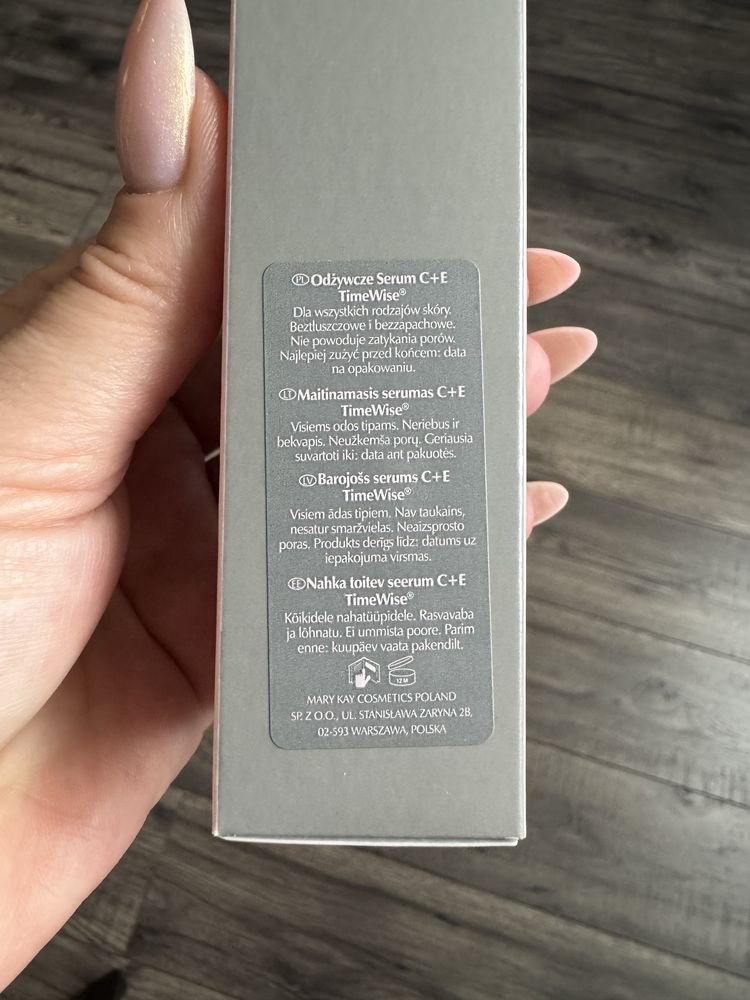 PL Odżywcze Serum C+E
TimeWise®
Dla wszystkich rodzajów skóry.
Beztłuszczowe i bezzapachowe.
Nie powoduje zatykania porów.
Najlepiej zużyć przed końcem: data
na opakowaniu.
LT Maitinamasis serumas C+E
TimeWise®
Visiems odos tipams. Neriebus ir
bekvapis. Neužkemša porų. Geriausia
suvartoti iki: data ant pakuotės.
LV Barojošs serums C+E
TimeWise®
Visiem ādas tipiem. Nav taukains,
nesatur smaržvielas. Neaizsprosto
poras. Produkts derīgs līdz: datums uz
iepakojuma virsmas.
EE Nahka toitev seerum C+E
TimeWise®
Kõikidele nahatüüpidele. Rasvavaba
ja lõhnatu. Ei ummista poore. Parim
enne: kuupäev vaata pakendilt.
12 M
MARY KAY COSMETICS POLAND
SP. Z O.O., UL. STANISŁAWA ZARYNA 2B,
02-593 WARSZAWA, POLSKA